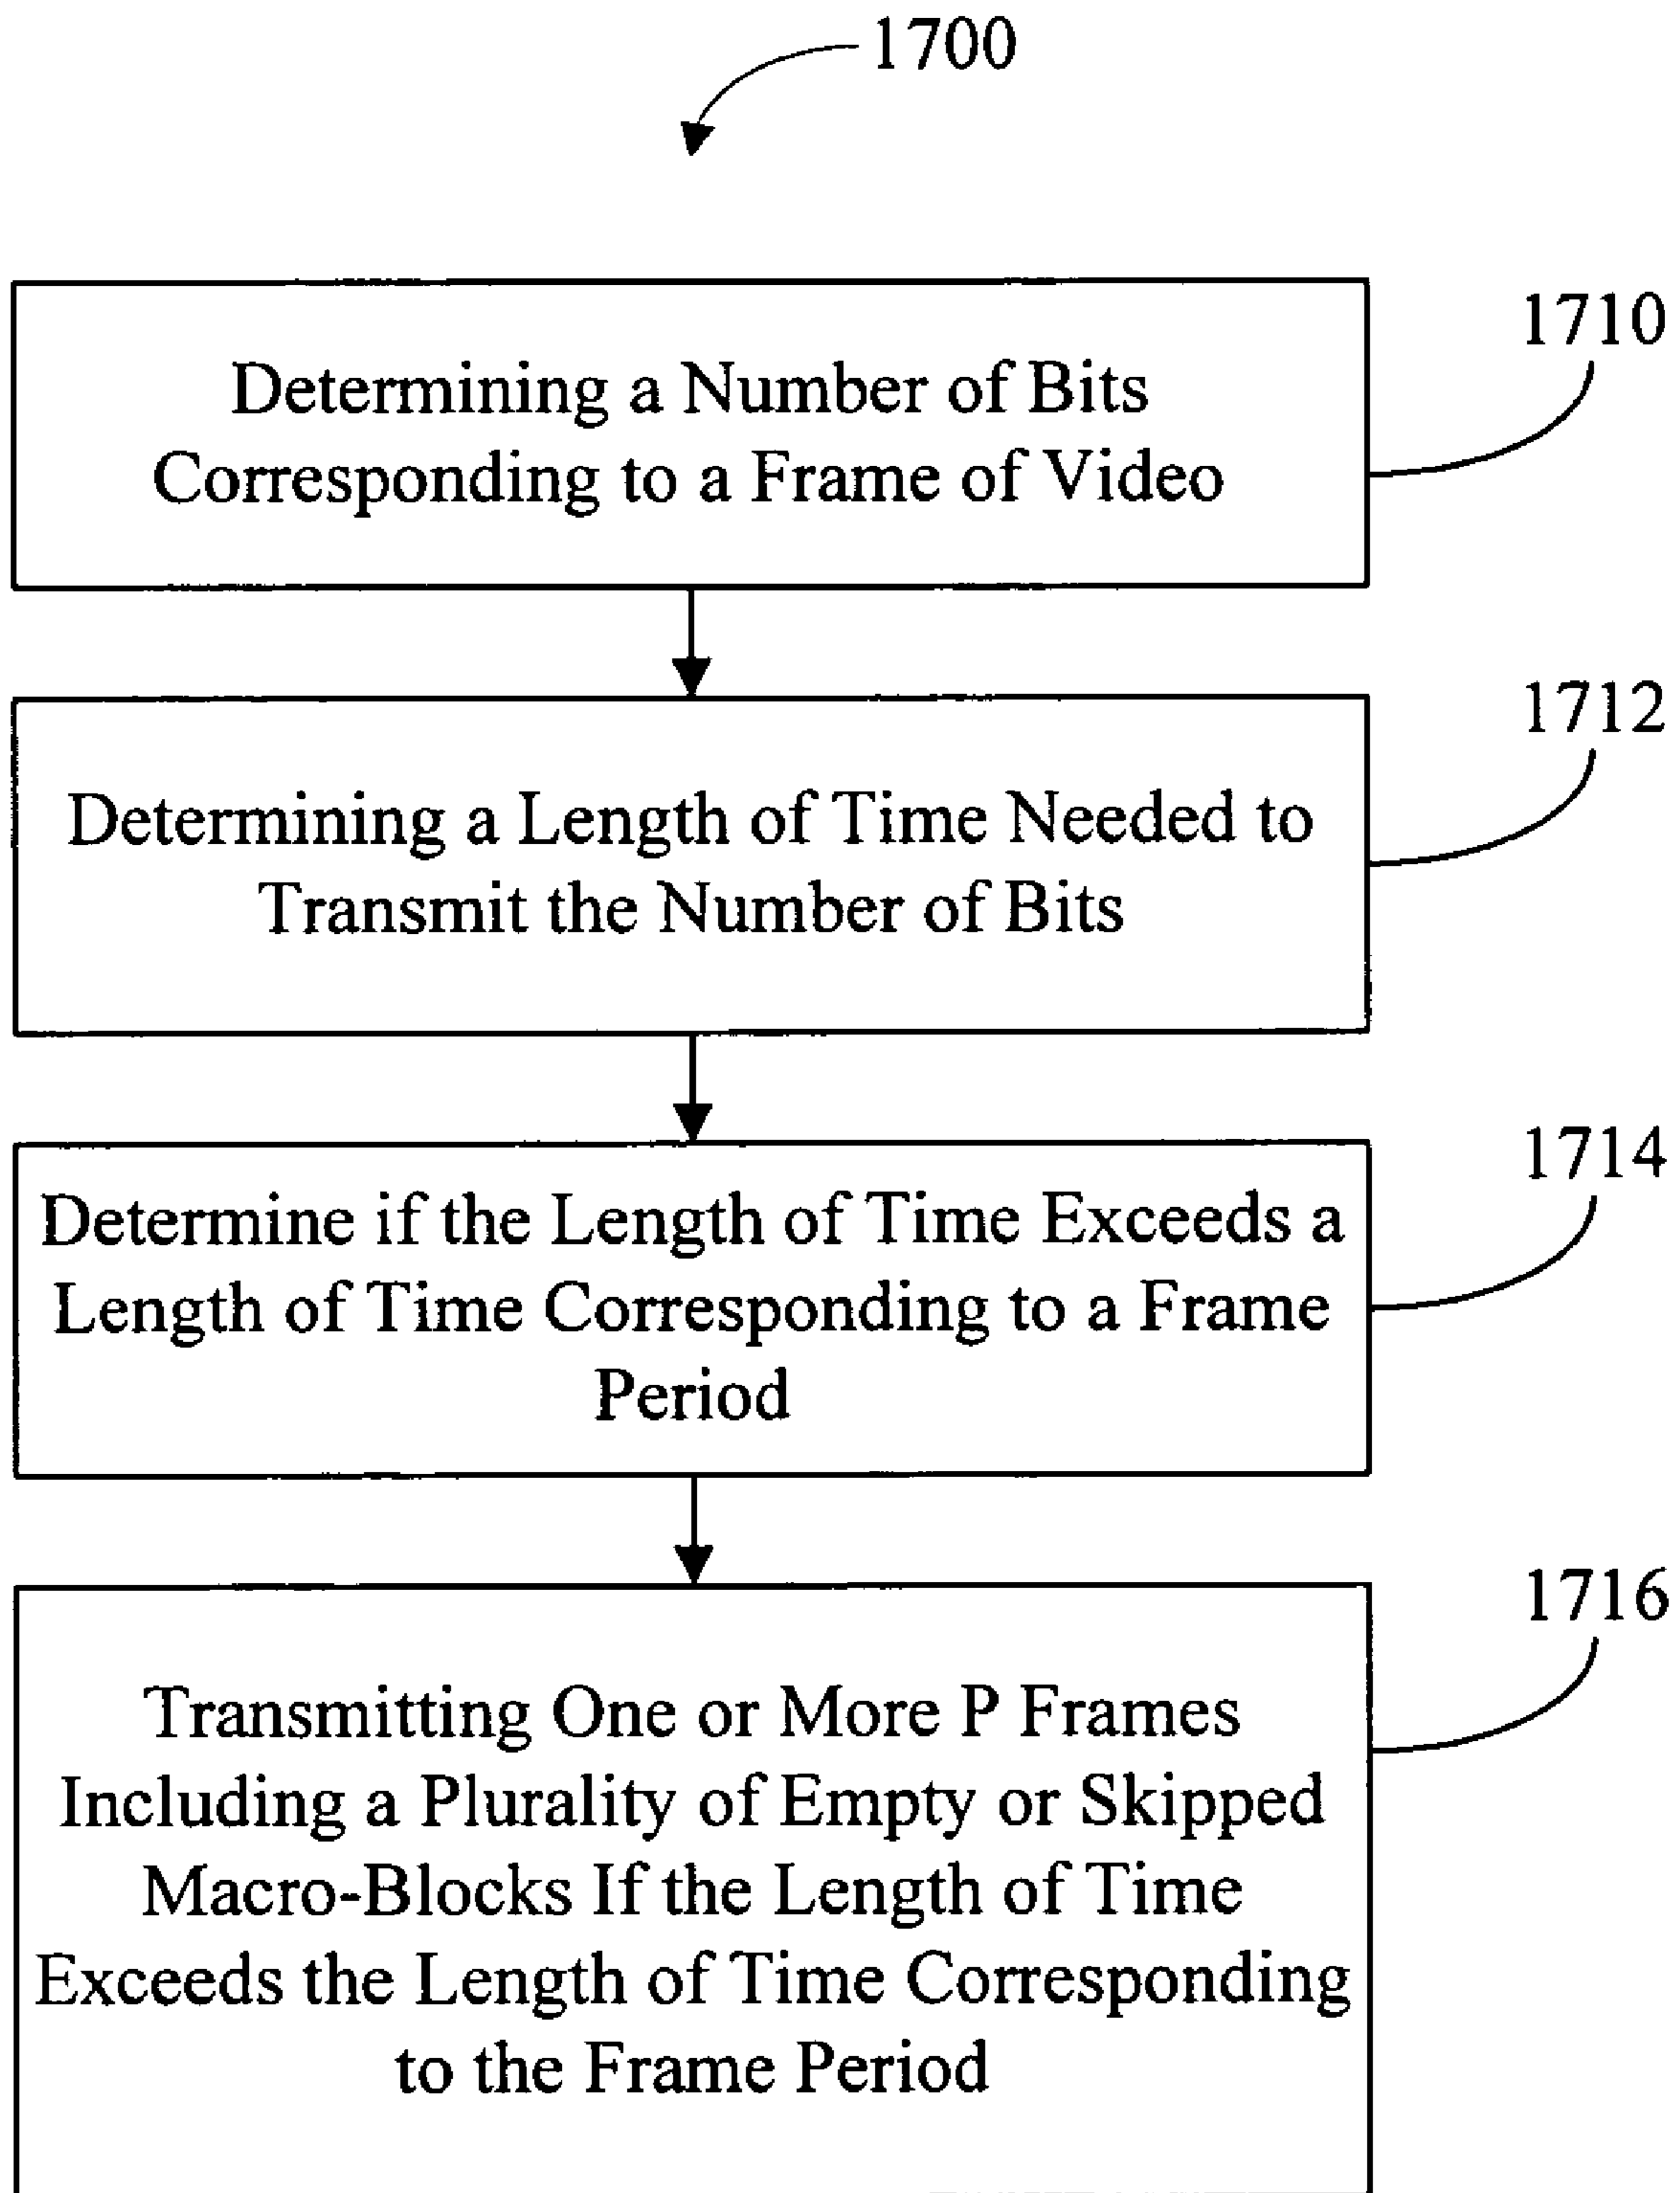 1700
1710
Determining a Number of Bits
Corresponding to a Frame of Video
1712
Determining a Length of Time Needed to
Transmit the Number of Bits
1714
Determine if the Length of Time Exceeds a
Length of Time Corresponding to a Frame
Period
1716
Transmitting One or More P Frames
Including a Plurality of Empty or Skipped
Macro-Blocks If the Length of Time
Exceeds the Length of Time Corresponding
to the Frame Period